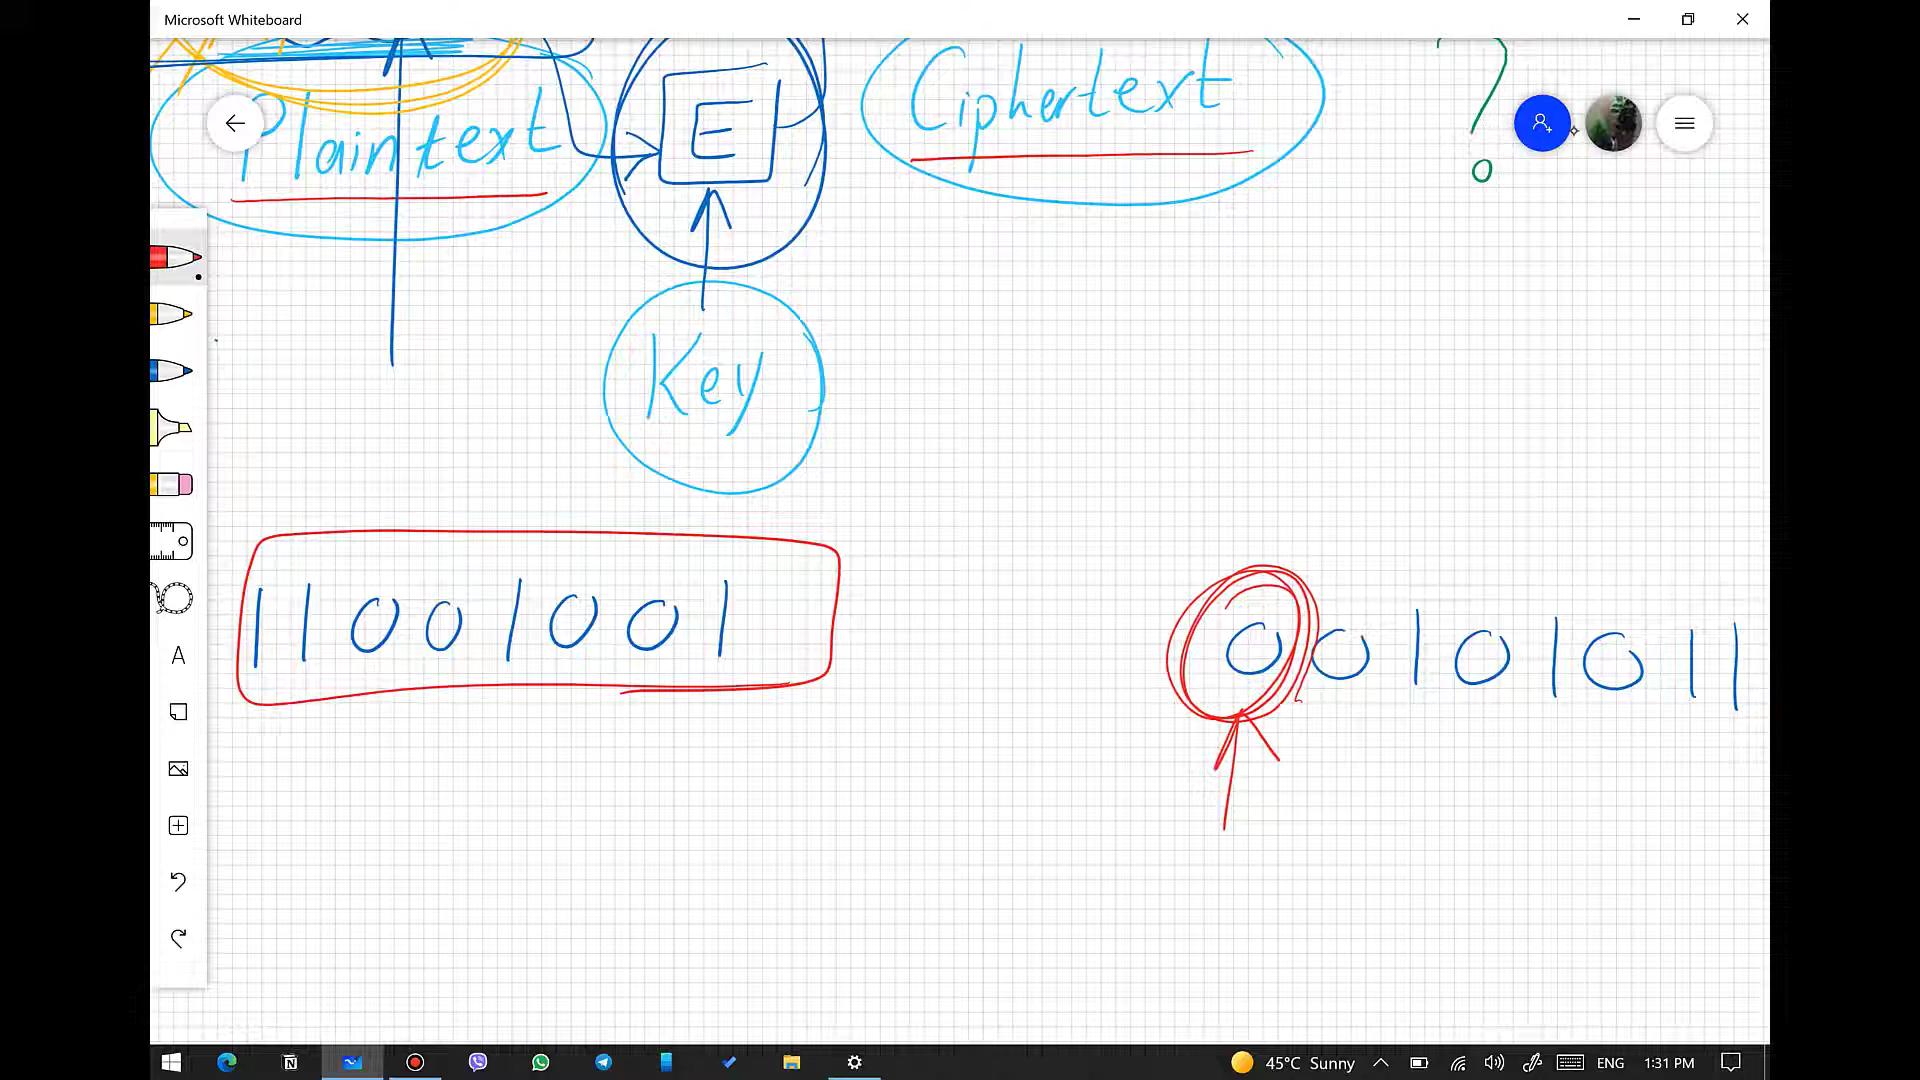 Microsoft Whiteboard
Plaintext
E
Ciphertext
?
Key
11001001
00101011
A
45°C Sunny
ENG
1:31 PM